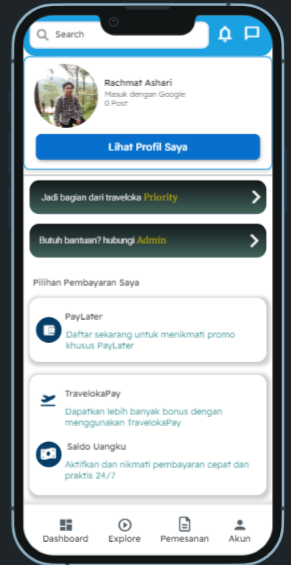 Search
Rachmat Ashari
Masuk dengan Google
0 Post
Lihat Profil Saya
Jadi bagian dari traveloka Priority
Butuh bantuan? hubungi Admin
Pilihan Pembayaran Saya
PayLater
Daftar sekarang untuk menikmati promo
khusus PayLater
TravelokaPay
Dapatkan lebih banyak bonus dengan
menggunakan TravelokaPay
Saldo Uangku
Aktifkan dan nikmati pembayaran cepat dan
praktis 24/7
Dashboard
Explore
Pemesanan
Akun